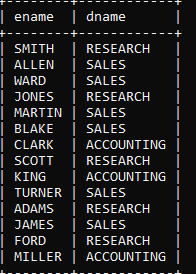 +--------+------------+
| ename  | dname      |
+--------+------------+
| SMITH  | RESEARCH   |
| ALLEN  | SALES      |
| WARD   | SALES      |
| JONES  | RESEARCH   |
| MARTIN | SALES      |
| BLAKE  | SALES      |
| CLARK  | ACCOUNTING |
| SCOTT  | RESEARCH   |
| KING   | ACCOUNTING |
| TURNER | SALES      |
| ADAMS  | RESEARCH   |
| JAMES  | SALES      |
| FORD   | RESEARCH   |
| MILLER | ACCOUNTING |
+--------+------------+